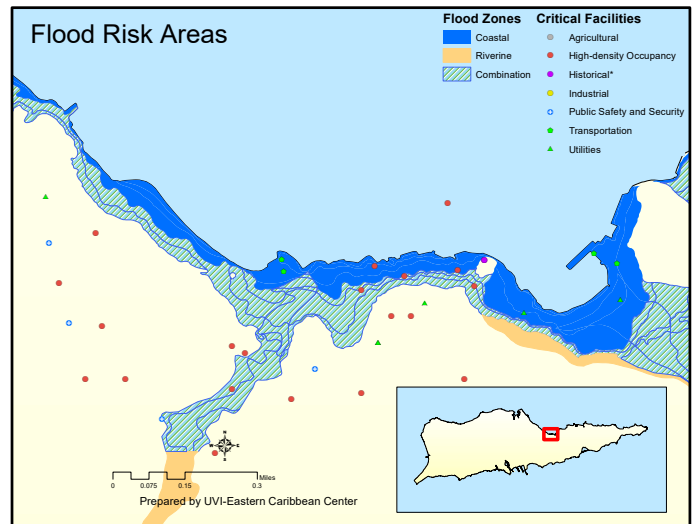 Flood Risk Areas
Flood Zones
Coastal
Riverine
Combination
Critical Facilities
Agricultural
High-density Occupancy
Historical*
Industrial
Public Safety and Security
Transportation
Utilities
N
W E
S
Miles
0 0.075 0.15 0.3
Prepared by UVI-Eastern Caribbean Center